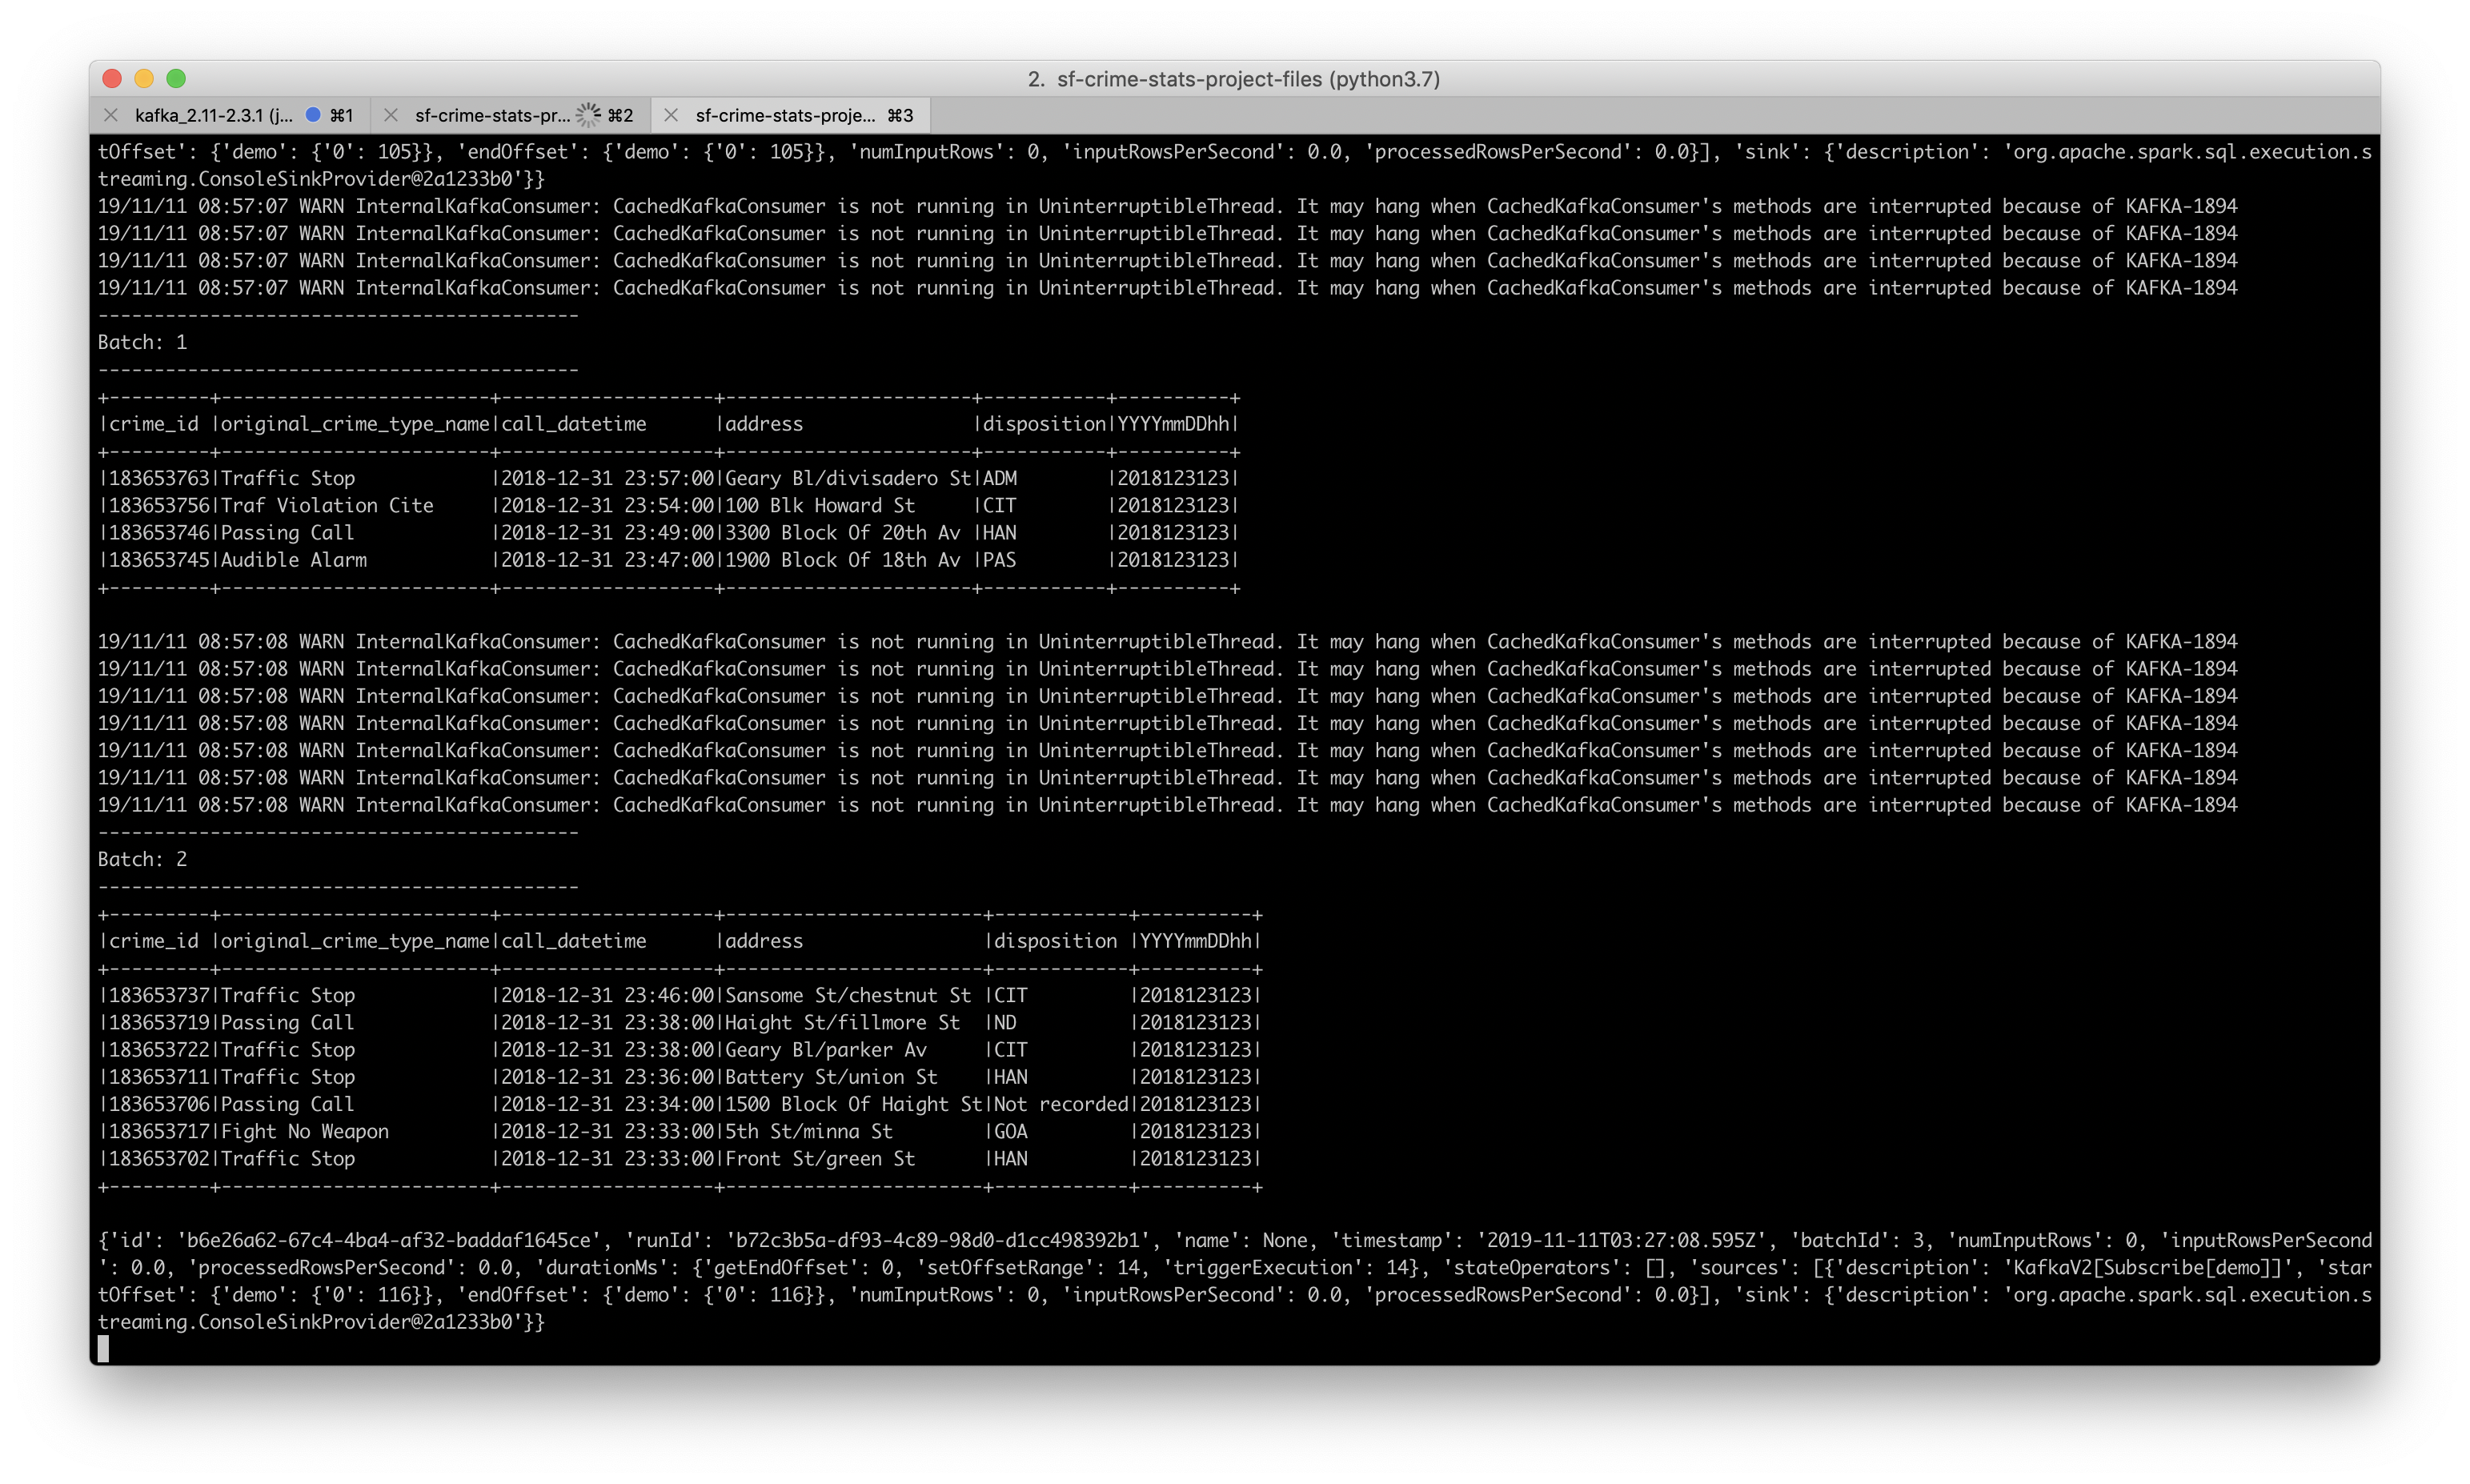 2. sf-crime-stats-project-files (python3.7)
kafka_2.11-2.3.1 (j... ⌘1 sf-crime-stats-pr... ⌘2 sf-crime-stats-proje... ⌘3
tOffset': {'demo': {'0': 105}}, 'endOffset': {'demo': {'0': 105}}, 'numInputRows': 0, 'inputRowsPerSecond': 0.0, 'processedRowsPerSecond': 0.0}], 'sink': {'description': 'org.apache.spark.sql.execution.s
treaming.ConsoleSinkProvider@2a1233b0'}}
19/11/11 08:57:07 WARN InternalKafkaConsumer: CachedKafkaConsumer is not running in UninterruptibleThread. It may hang when CachedKafkaConsumer's methods are interrupted because of KAFKA-1894
19/11/11 08:57:07 WARN InternalKafkaConsumer: CachedKafkaConsumer is not running in UninterruptibleThread. It may hang when CachedKafkaConsumer's methods are interrupted because of KAFKA-1894
19/11/11 08:57:07 WARN InternalKafkaConsumer: CachedKafkaConsumer is not running in UninterruptibleThread. It may hang when CachedKafkaConsumer's methods are interrupted because of KAFKA-1894
19/11/11 08:57:07 WARN InternalKafkaConsumer: CachedKafkaConsumer is not running in UninterruptibleThread. It may hang when CachedKafkaConsumer's methods are interrupted because of KAFKA-1894
-------------------------------------------
Batch: 1
-------------------------------------------
+---------+------------------------+-------------------+----------------------+-----------+----------+
|crime_id |original_crime_type_name|call_datetime      |address               |disposition|YYYYmmDDhh|
+---------+------------------------+-------------------+----------------------+-----------+----------+
|183653763|Traffic Stop            |2018-12-31 23:57:00|Geary Bl/divisadero St|ADM        |2018123123|
|183653756|Traf Violation Cite     |2018-12-31 23:54:00|100 Blk Howard St     |CIT        |2018123123|
|183653746|Passing Call            |2018-12-31 23:49:00|3300 Block Of 20th Av |HAN        |2018123123|
|183653745|Audible Alarm           |2018-12-31 23:47:00|1900 Block Of 18th Av |PAS        |2018123123|
+---------+------------------------+-------------------+----------------------+-----------+----------+
19/11/11 08:57:08 WARN InternalKafkaConsumer: CachedKafkaConsumer is not running in UninterruptibleThread. It may hang when CachedKafkaConsumer's methods are interrupted because of KAFKA-1894
19/11/11 08:57:08 WARN InternalKafkaConsumer: CachedKafkaConsumer is not running in UninterruptibleThread. It may hang when CachedKafkaConsumer's methods are interrupted because of KAFKA-1894
19/11/11 08:57:08 WARN InternalKafkaConsumer: CachedKafkaConsumer is not running in UninterruptibleThread. It may hang when CachedKafkaConsumer's methods are interrupted because of KAFKA-1894
19/11/11 08:57:08 WARN InternalKafkaConsumer: CachedKafkaConsumer is not running in UninterruptibleThread. It may hang when CachedKafkaConsumer's methods are interrupted because of KAFKA-1894
19/11/11 08:57:08 WARN InternalKafkaConsumer: CachedKafkaConsumer is not running in UninterruptibleThread. It may hang when CachedKafkaConsumer's methods are interrupted because of KAFKA-1894
19/11/11 08:57:08 WARN InternalKafkaConsumer: CachedKafkaConsumer is not running in UninterruptibleThread. It may hang when CachedKafkaConsumer's methods are interrupted because of KAFKA-1894
19/11/11 08:57:08 WARN InternalKafkaConsumer: CachedKafkaConsumer is not running in UninterruptibleThread. It may hang when CachedKafkaConsumer's methods are interrupted because of KAFKA-1894
-------------------------------------------
Batch: 2
-------------------------------------------
+---------+------------------------+-------------------+-----------------------+------------+----------+
|crime_id |original_crime_type_name|call_datetime      |address                |disposition |YYYYmmDDhh|
+---------+------------------------+-------------------+-----------------------+------------+----------+
|183653737|Traffic Stop            |2018-12-31 23:46:00|Sansome St/chestnut St |CIT         |2018123123|
|183653719|Passing Call            |2018-12-31 23:38:00|Haight St/fillmore St  |ND          |2018123123|
|183653722|Traffic Stop            |2018-12-31 23:38:00|Geary Bl/parker Av     |CIT         |2018123123|
|183653711|Traffic Stop            |2018-12-31 23:36:00|Battery St/union St    |HAN         |2018123123|
|183653706|Passing Call            |2018-12-31 23:34:00|1500 Block Of Haight St|Not recorded|2018123123|
|183653717|Fight No Weapon         |2018-12-31 23:33:00|5th St/minna St        |GOA         |2018123123|
|183653702|Traffic Stop            |2018-12-31 23:33:00|Front St/green St      |HAN         |2018123123|
+---------+------------------------+-------------------+-----------------------+------------+----------+
{'id': 'b6e26a62-67c4-4ba4-af32-baddaf1645ce', 'runId': 'b72c3b5a-df93-4c89-98d0-d1cc498392b1', 'name': None, 'timestamp': '2019-11-11T03:27:08.595Z', 'batchId': 3, 'numInputRows': 0, 'inputRowsPerSecond
': 0.0, 'processedRowsPerSecond': 0.0, 'durationMs': {'getEndOffset': 0, 'setOffsetRange': 14, 'triggerExecution': 14}, 'stateOperators': [], 'sources': [{'description': 'KafkaV2[Subscribe[demo]]', 'star
tOffset': {'demo': {'0': 116}}, 'endOffset': {'demo': {'0': 116}}, 'numInputRows': 0, 'inputRowsPerSecond': 0.0, 'processedRowsPerSecond': 0.0}], 'sink': {'description': 'org.apache.spark.sql.execution.s
treaming.ConsoleSinkProvider@2a1233b0'}}